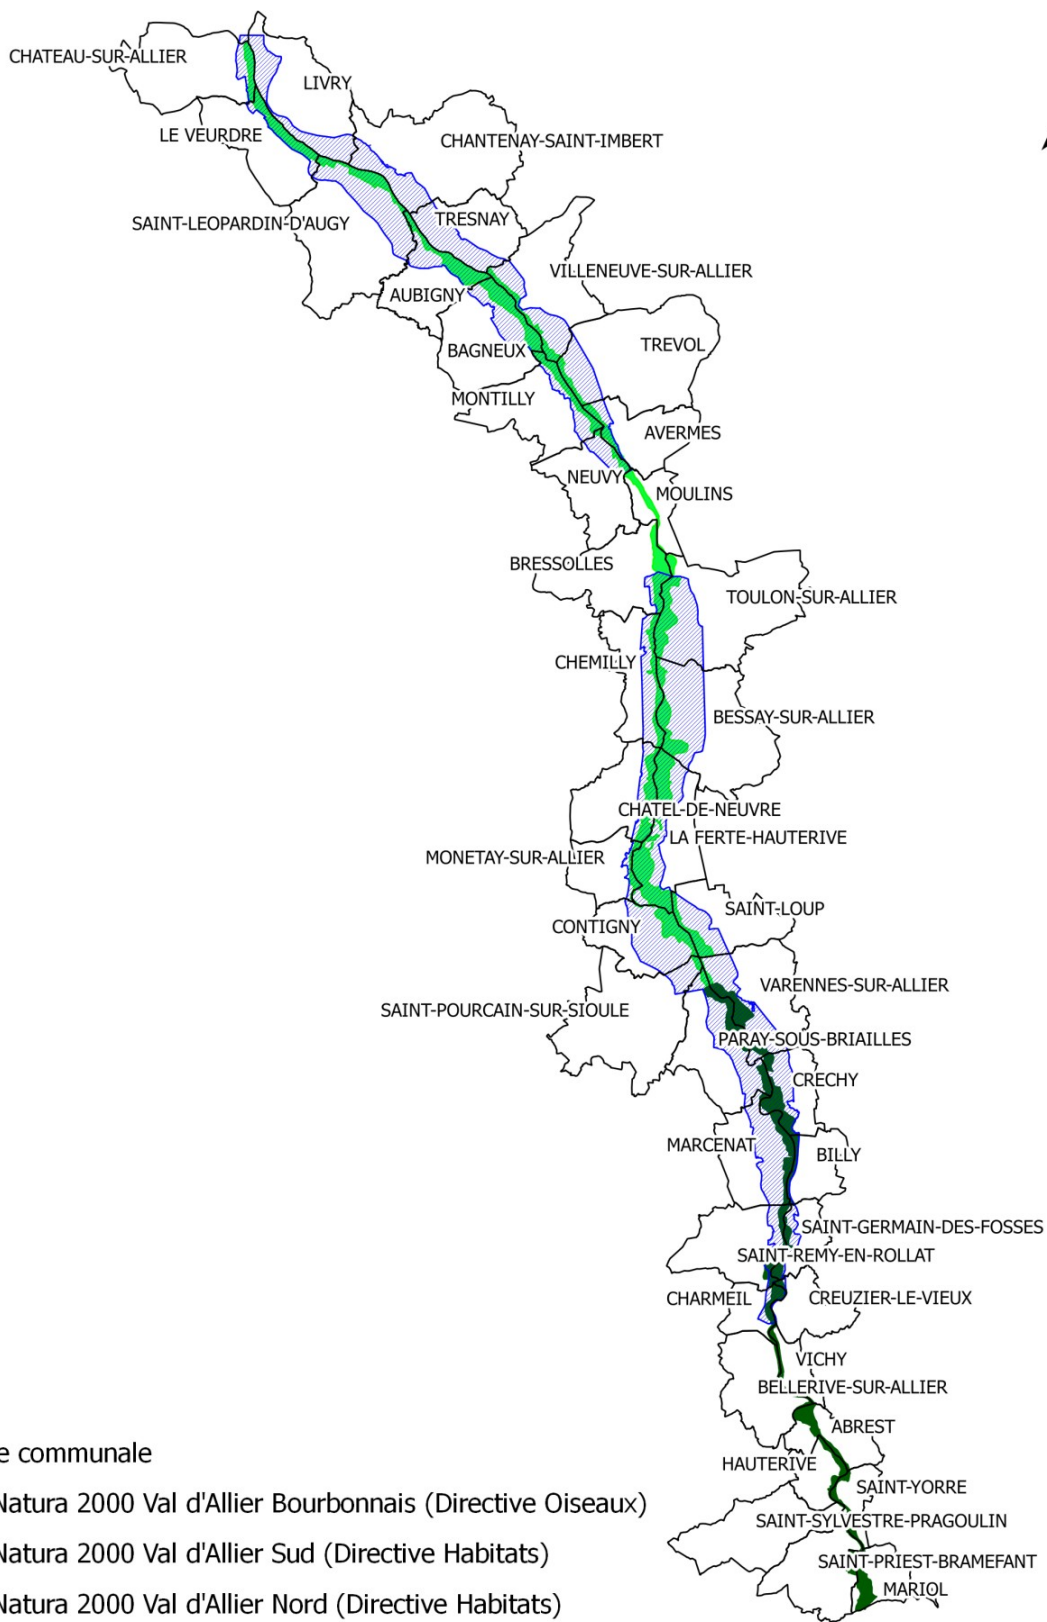 CHATEAU-SUR-ALLIER
LIVRY
LE VEURDRE
CHANTENAY-SAINT-IMBERT
SAINT-LEOPARDIN-D'AUGY
TRESNAY
VILLENEUVE-SUR-ALLIER
AUBIGNY
BAGNEUX
TREVOL
MONTILLY
AVERMES
NEUVY
MOULINS
BRESSOLLES
TOULON-SUR-ALLIER
CHEMILLY
BESSAY-SUR-ALLIER
CHATEL-DE-NEUVRE
LA FERTE-HAUTERIVE
MONETAY-SUR-ALLIER
SAINT-LOUP
CONTIGNY
VARENNES-SUR-ALLIER
SAINT-POURCAIN-SUR-SIOULE
PARAY-SOUS-BRIAILLES
CRECHY
MARCENAT
BILLY
SAINT-GERMAIN-DES-FOSSES
SAINT-REMY-EN-ROLLAT
CHARMEIL
CREUZIER-LE-VIEUX
VICHY
BELLERIVE-SUR-ALLIER
ABREST
HAUTERIVE
SAINT-YORRE
SAINT-SYLVESTRE-PRAGOULIN
SAINT-PRIEST-BRAMEFANT
MARIOL
e communale
Natura 2000 Val d'Allier Bourbonnais (Directive Oiseaux)
Natura 2000 Val d'Allier Sud (Directive Habitats)
Natura 2000 Val d'Allier Nord (Directive Habitats)